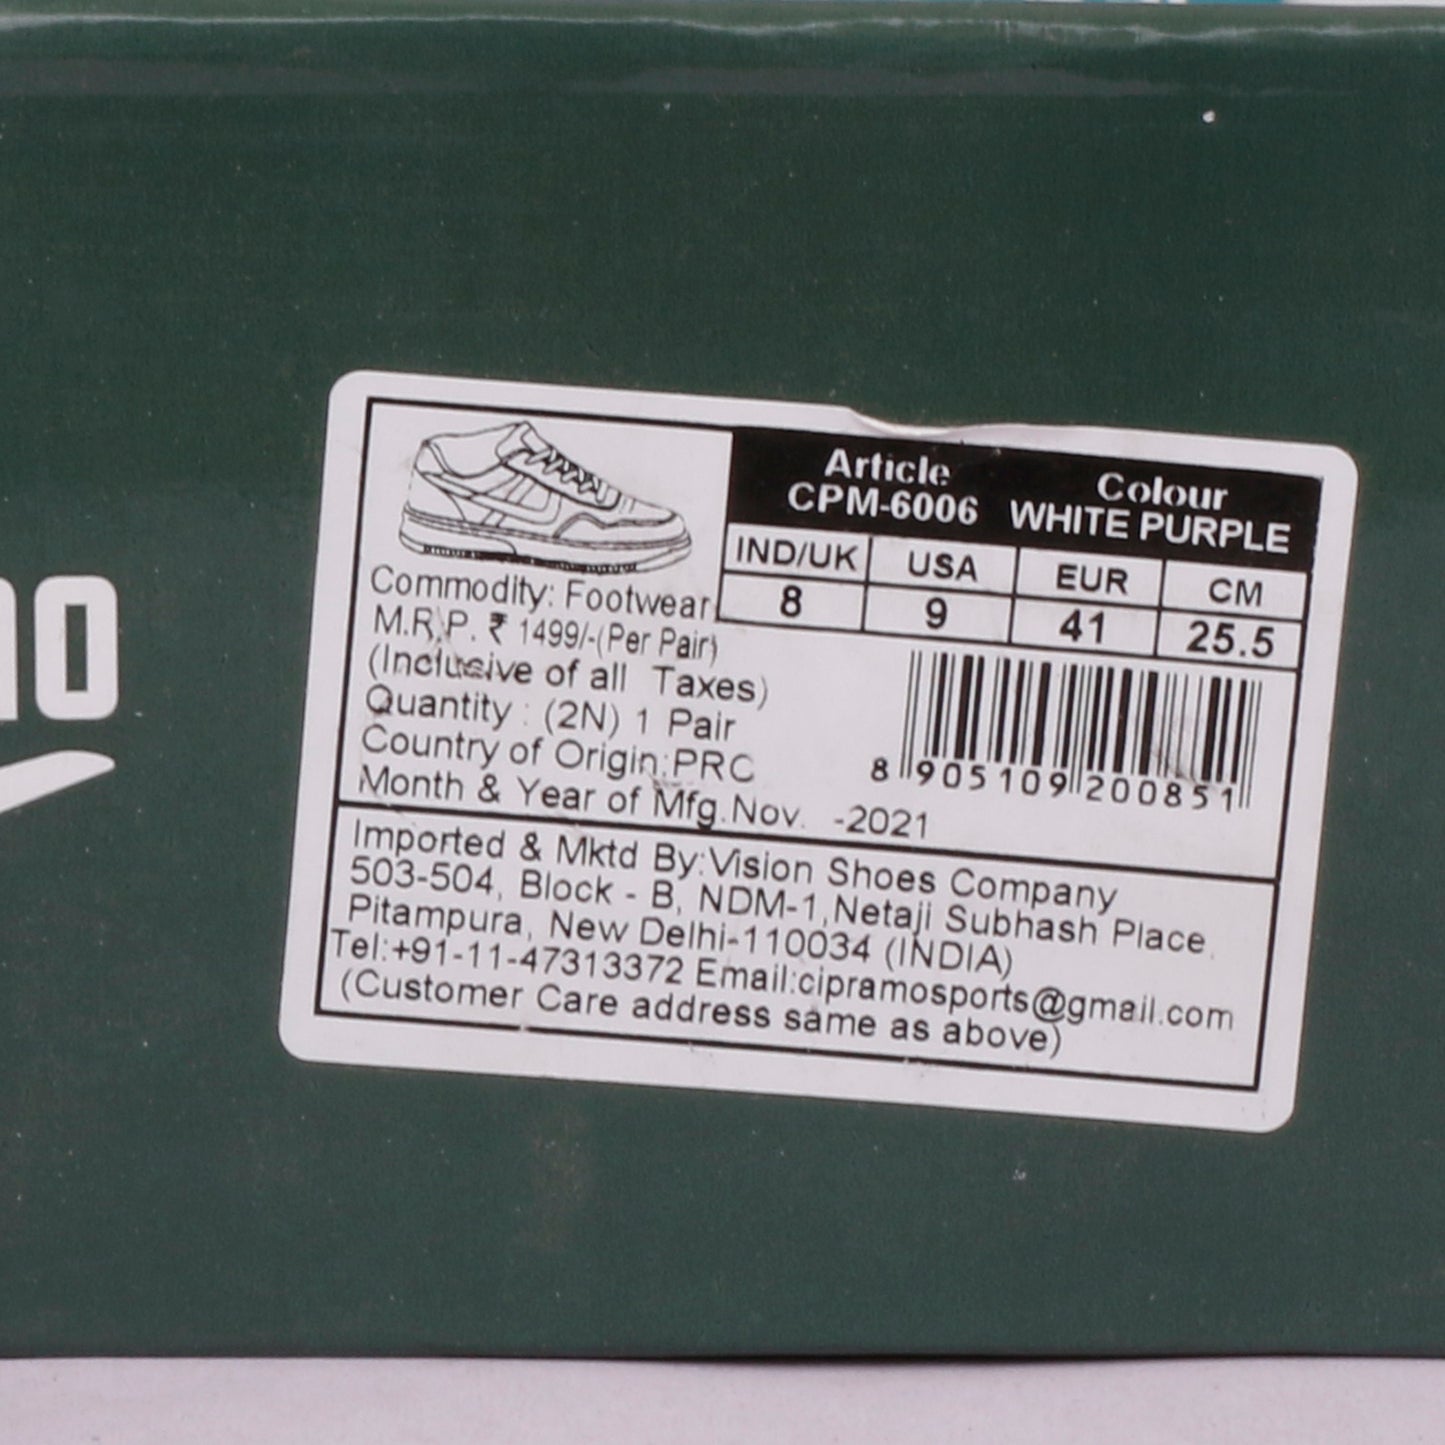 Article
CPM-6006
Colour
WHITE PURPLE
IND/UK USA EUR CM
8 9 41 25.5
Commodity: Footwear
M.R.P. ₹ 1499/-(Per Pair)
(Inclusive of all Taxes)
Quantity : (2N) 1 Pair
Country of Origin:PRC
Month & Year of Mfg.Nov. -2021
8 905109 200851
Imported & Mktd By:Vision Shoes Company
503-504, Block - B, NDM-1,Netaji Subhash Place,
Pitampura, New Delhi-110034 (INDIA)
Tel:+91-11-47313372 Email:cipramosports@gmail.com
(Customer Care address same as above)